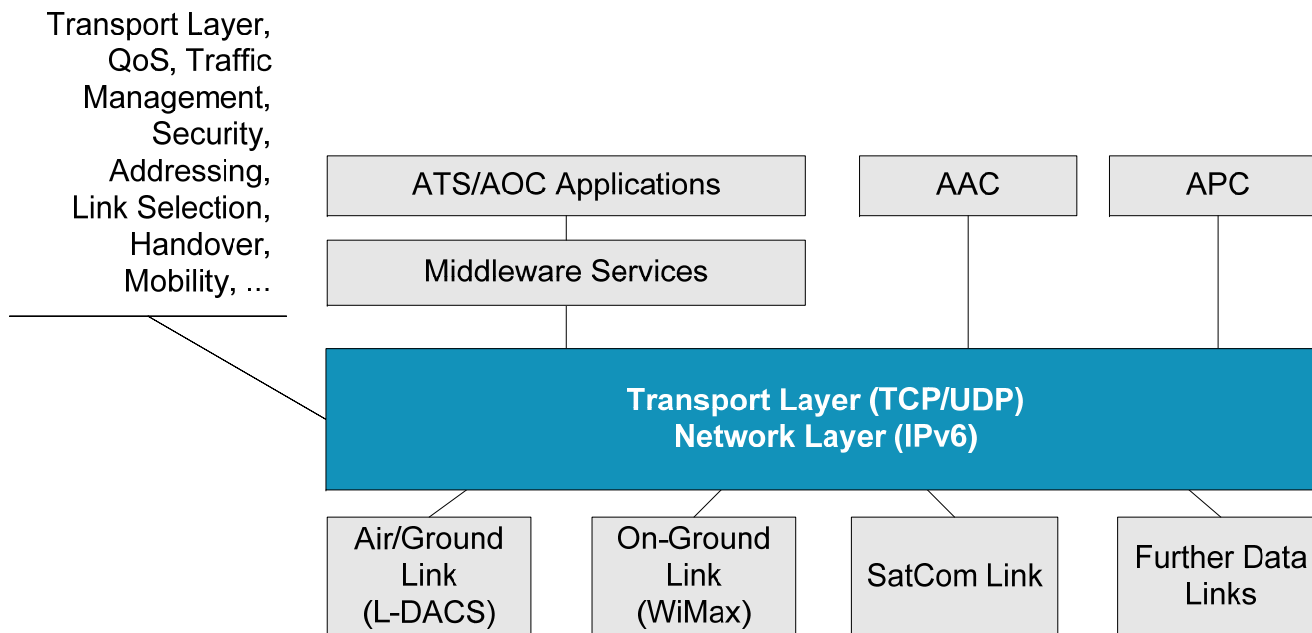 Transport Layer,
QoS, Traffic
Management,
Security,
Addressing,
Link Selection,
Handover,
Mobility, ...
ATS/AOC Applications
AAC
APC
Middleware Services
Transport Layer (TCP/UDP)
Network Layer (IPv6)
Air/Ground
Link
(L-DACS)
On-Ground
Link
(WiMax)
SatCom Link
Further Data
Links